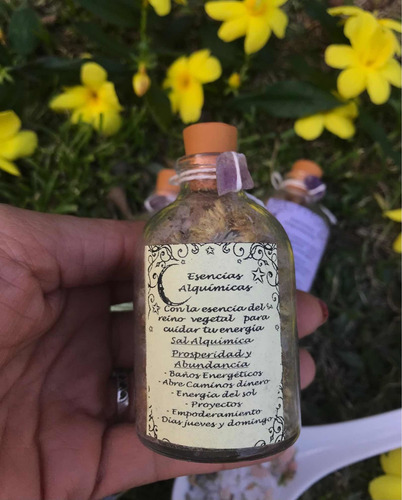 Esencias
Alquímicas
Con la esencia del
reino vegetal para
cuidar tu energía
Sal Alquímica
Prosperidad y
Abundancia
- Baños Energéticos
- Abre Caminos dinero
- Energía del sol
- Proyectos
- Empoderamiento
- Días jueves y domingo